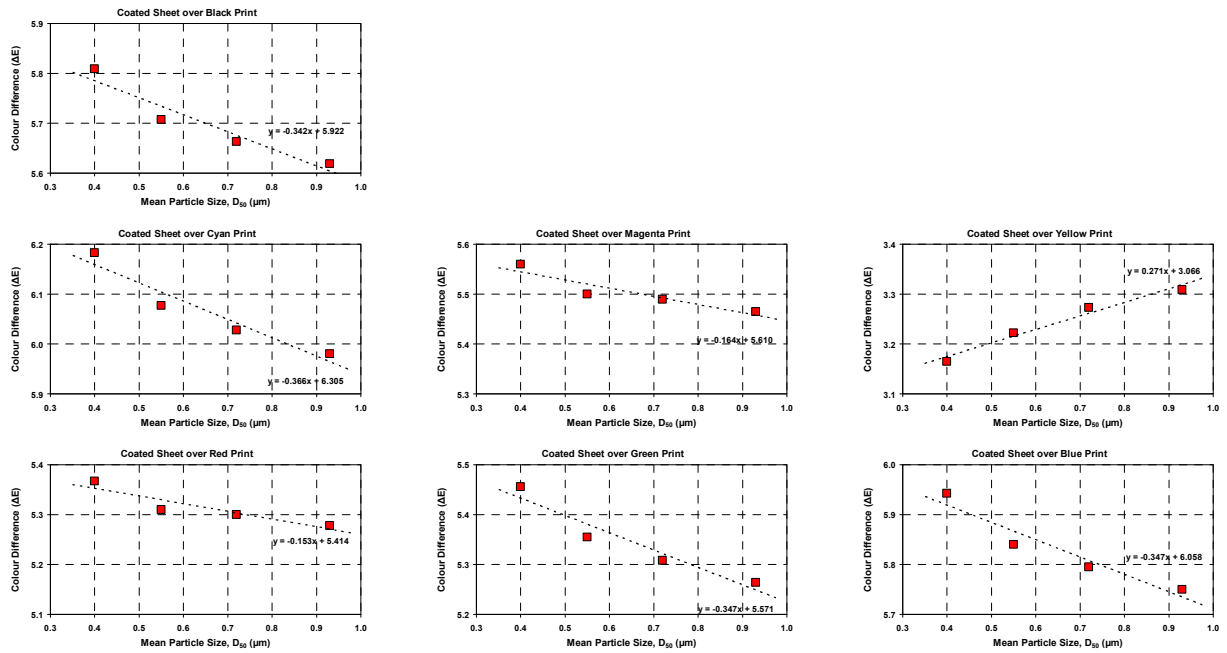 Coated Sheet over Black Print
Colour Difference (ΔE)
5.9
5.8
5.7
5.6
y = -0.342x + 5.922
0.3 0.4 0.5 0.6 0.7 0.8 0.9 1.0
Mean Particle Size, D50 (µm)
Coated Sheet over Cyan Print
Colour Difference (ΔE)
6.2
6.1
6.0
5.9
y = -0.366x + 6.305
0.3 0.4 0.5 0.6 0.7 0.8 0.9 1.0
Mean Particle Size, D50 (µm)
Coated Sheet over Magenta Print
Colour Difference (ΔE)
5.6
5.5
5.4
5.3
y = -0.164x + 5.610
0.3 0.4 0.5 0.6 0.7 0.8 0.9 1.0
Mean Particle Size, D50 (µm)
Coated Sheet over Yellow Print
Colour Difference (ΔE)
3.4
3.3
3.2
3.1
y = 0.271x + 3.066
0.3 0.4 0.5 0.6 0.7 0.8 0.9 1.0
Mean Particle Size, D50 (µm)
Coated Sheet over Red Print
Colour Difference (ΔE)
5.4
5.3
5.2
5.1
y = -0.153x + 5.414
0.3 0.4 0.5 0.6 0.7 0.8 0.9 1.0
Mean Particle Size, D50 (µm)
Coated Sheet over Green Print
Colour Difference (ΔE)
5.5
5.4
5.3
5.2
y = -0.347x + 5.571
0.3 0.4 0.5 0.6 0.7 0.8 0.9 1.0
Mean Particle Size, D50 (µm)
Coated Sheet over Blue Print
Colour Difference (ΔE)
6.0
5.9
5.8
5.7
y = -0.347x + 6.058
0.3 0.4 0.5 0.6 0.7 0.8 0.9 1.0
Mean Particle Size, D50 (µm)